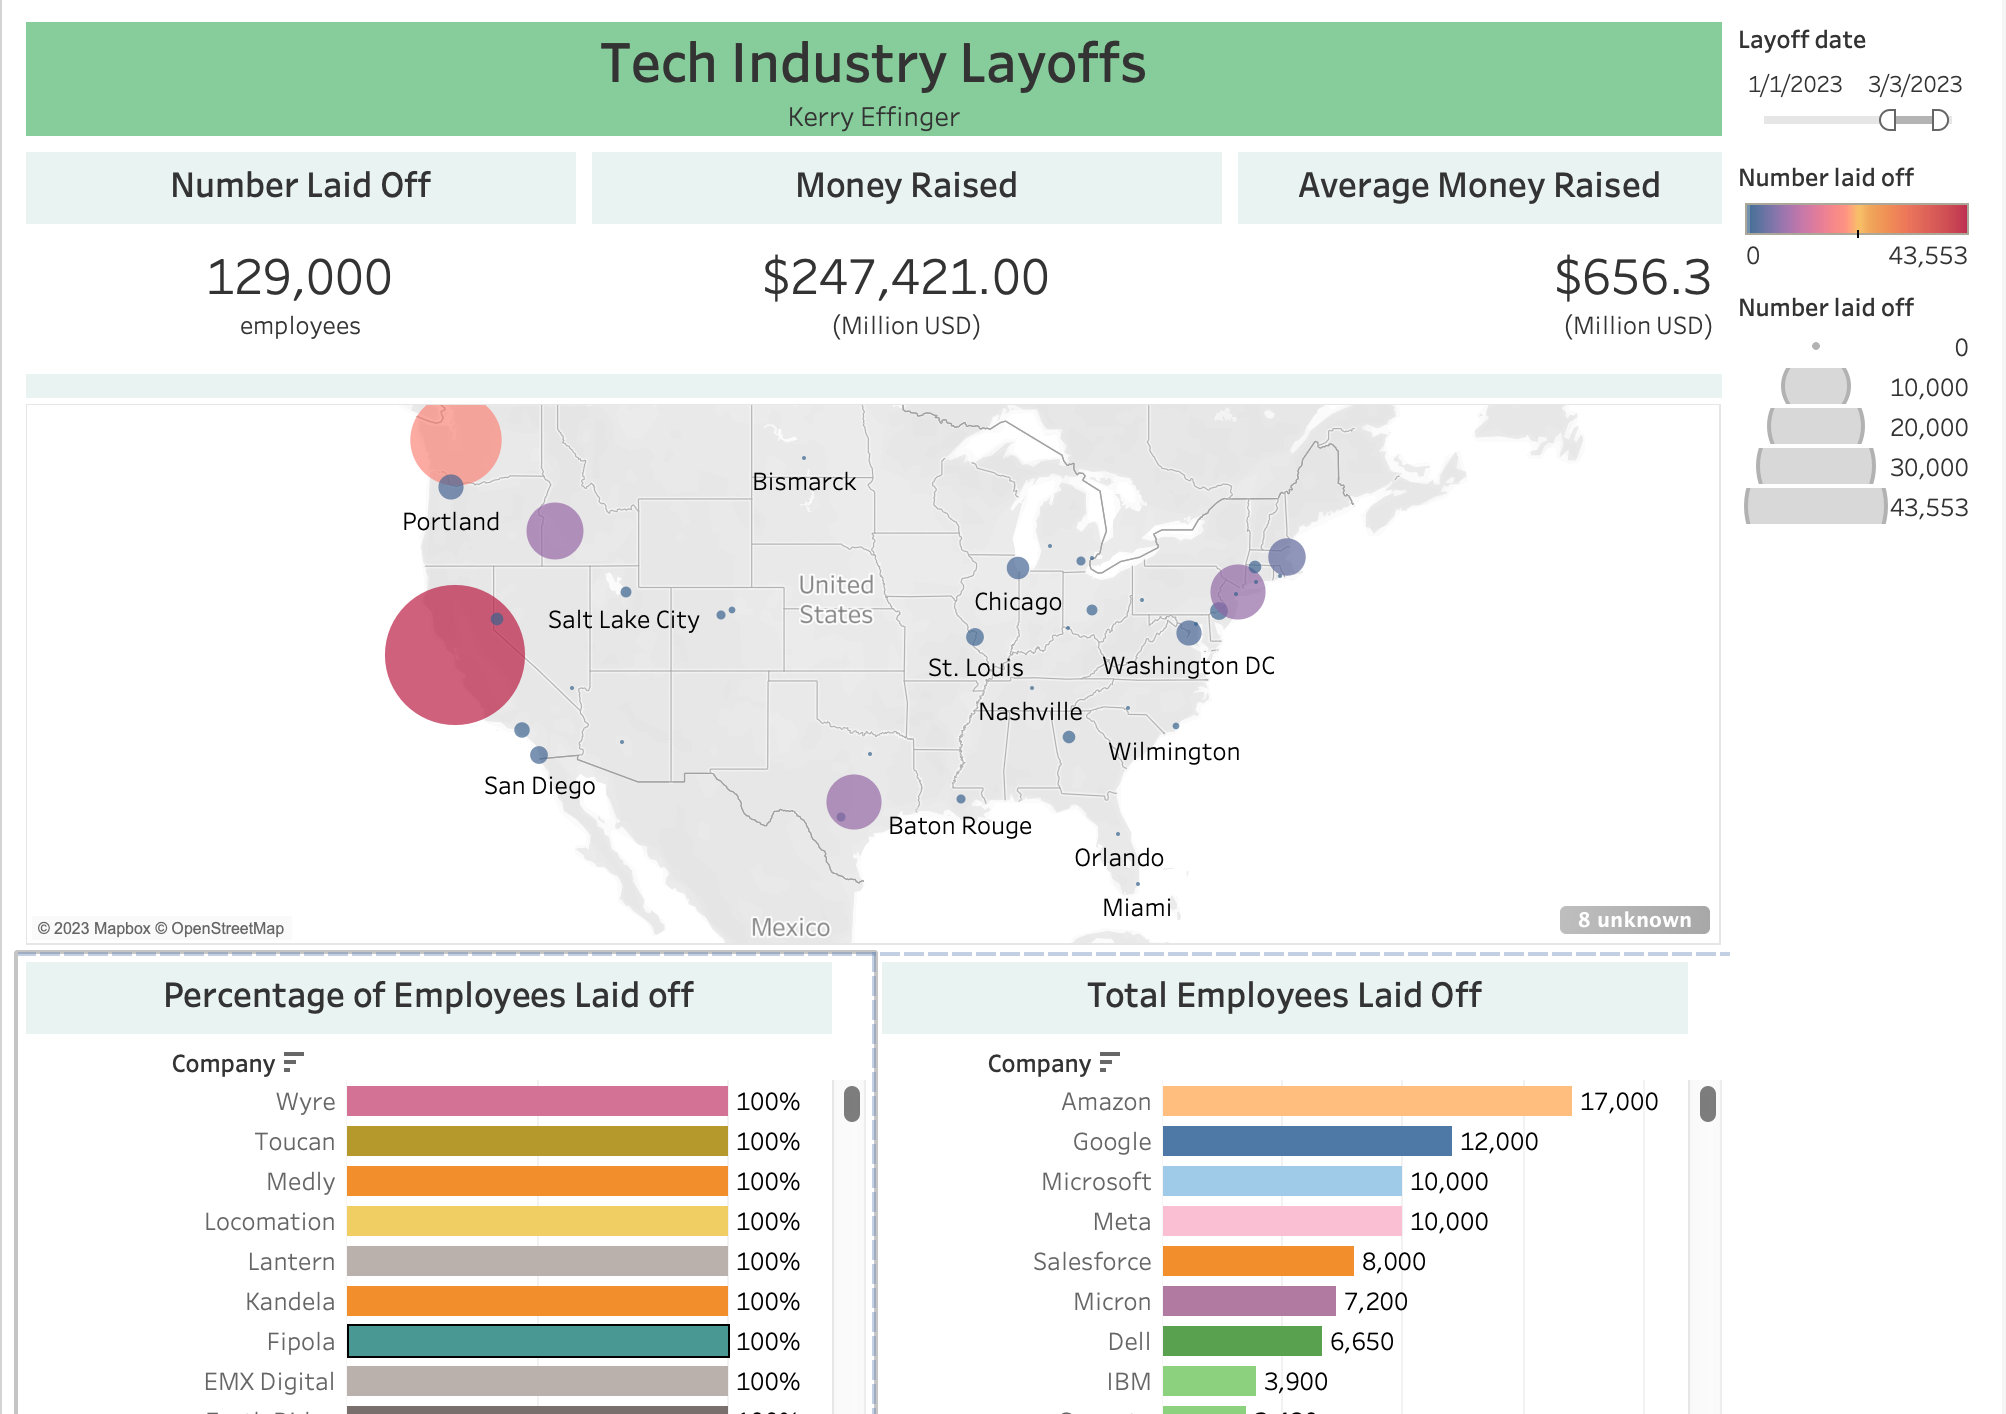 Tech Industry Layoffs
Kerry Effinger
Layoff date
1/1/2023 3/3/2023
Number laid off
0 43,553
Number laid off
0
10,000
20,000
30,000
43,553
Number Laid Off
129,000
employees
Money Raised
$247,421.00
(Million USD)
Average Money Raised
$656.3
(Million USD)
Bismarck
Portland
United
States
Salt Lake City
Chicago
St. Louis
Washington DC
Nashville
Wilmington
San Diego
Baton Rouge
Orlando
Miami
Mexico
© 2023 Mapbox © OpenStreetMap
8 unknown
Percentage of Employees Laid off
Company
Wyre 100%
Toucan 100%
Medly 100%
Locomation 100%
Lantern 100%
Kandela 100%
Fipola 100%
EMX Digital 100%
Total Employees Laid Off
Company
Amazon 17,000
Google 12,000
Microsoft 10,000
Meta 10,000
Salesforce 8,000
Micron 7,200
Dell 6,650
IBM 3,900